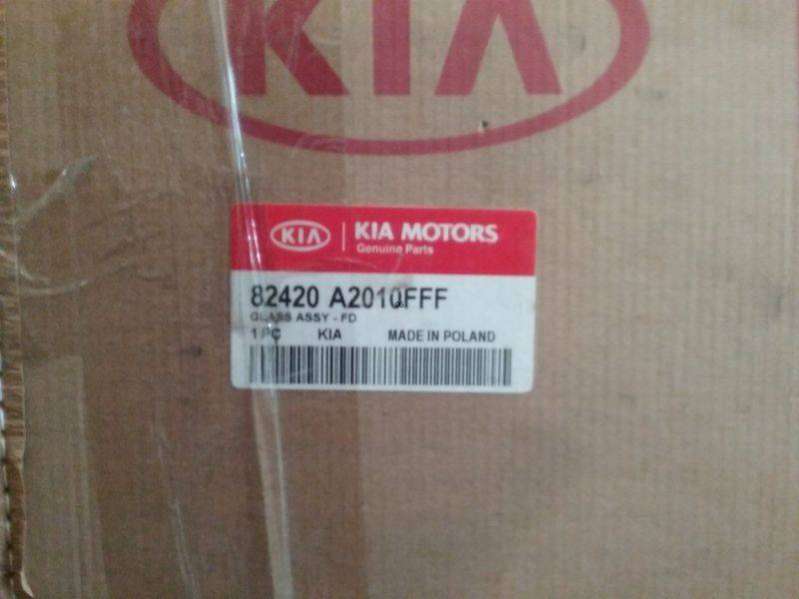 KIA
KIA | KIA MOTORS
Genuine Parts
82420 A2010FFF
GLASS ASSY - FD
1 PC KIA MADE IN POLAND